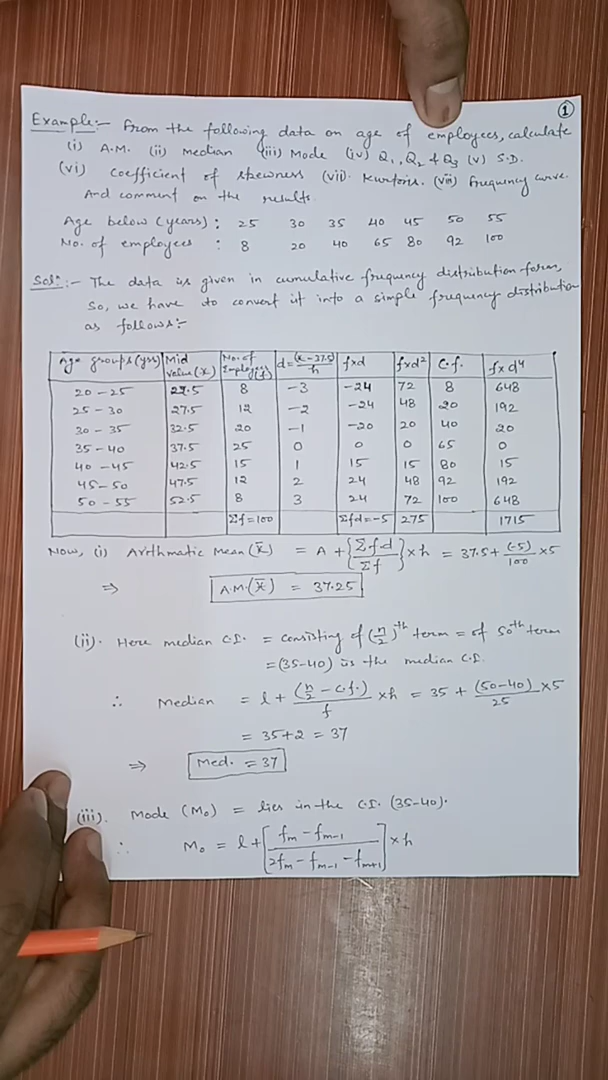 ①
Example:- From the following data on age of employees, calculate
(i) A.M. (ii) Median (iii) Mode (iv) Q₁, Q₂ & Q₃ (v) S.D.
(vi) Coefficient of skewness (vii). Kurtosis. (viii) frequency curve.
And comment on the results.
Age below (years) : 25 30 35 40 45 50 55
No. of employees : 8 20 40 65 80 92 100
Solⁿ:- The data is given in cumulative frequency distribution form,
So, we have to convert it into a simple frequency distribution
as follows:-
Age groups(yrs) | Mid value(x) | No. of Employees(f) | d=(x-37.5)/h | fxd | fxd² | C.f. | fxd⁴
20-25 | 22.5 | 8 | -3 | -24 | 72 | 8 | 648
25-30 | 27.5 | 12 | -2 | -24 | 48 | 20 | 192
30-35 | 32.5 | 20 | -1 | -20 | 20 | 40 | 20
35-40 | 37.5 | 25 | 0 | 0 | 0 | 65 | 0
40-45 | 42.5 | 15 | 1 | 15 | 15 | 80 | 15
45-50 | 47.5 | 12 | 2 | 24 | 48 | 92 | 192
50-55 | 52.5 | 8 | 3 | 24 | 72 | 100 | 648
Σf=100 | Σfd=-5 | 275 | 1715
Now, (i) Arithmatic Mean (x̄) = A + {Σfd/Σf} × h = 37.5 + (-5)/100 × 5
⇒ A.M.(x̄) = 37.25
(ii). Here median C.I. = consisting of (n/2)ᵗʰ term = of 50ᵗʰ term
= (35-40) is the median C.I.
∴ Median = l + (n/2 - C.f.)/f × h = 35 + (50-40)/25 × 5
= 35+2 = 37
⇒ Med. = 37
(iii). Mode (M₀) = lies in the C.I. (35-40).
∴ M₀ = l + [(fm - fm-1)/(2fm - fm-1 - fm+1)] × h